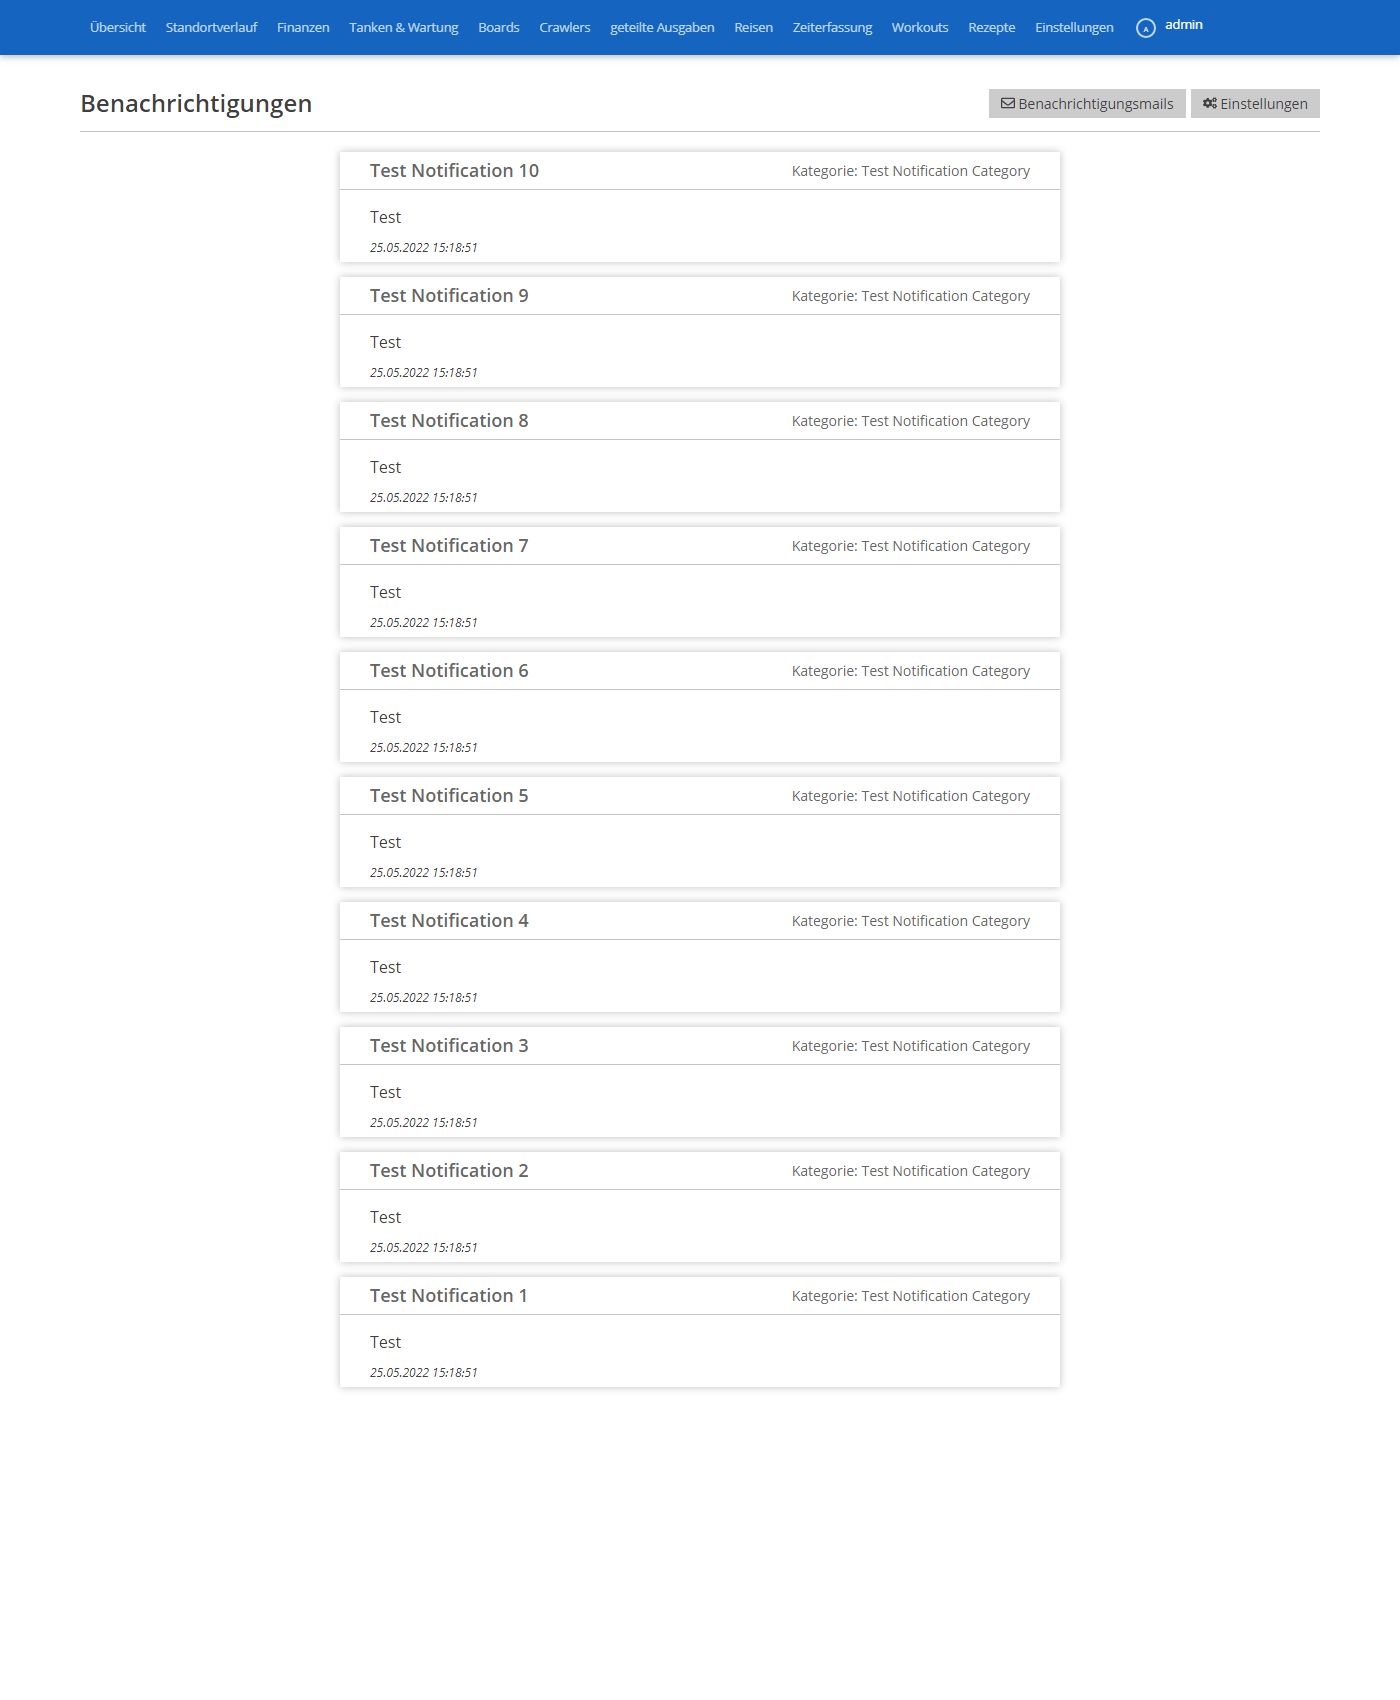 Übersicht Standortverlauf Finanzen Tanken & Wartung Boards Crawlers geteilte Ausgaben Reisen Zeiterfassung Workouts Rezepte Einstellungen A admin
Benachrichtigungen Benachrichtigungsmails Einstellungen
Test Notification 10 Kategorie: Test Notification Category
Test
25.05.2022 15:18:51
Test Notification 9 Kategorie: Test Notification Category
Test
25.05.2022 15:18:51
Test Notification 8 Kategorie: Test Notification Category
Test
25.05.2022 15:18:51
Test Notification 7 Kategorie: Test Notification Category
Test
25.05.2022 15:18:51
Test Notification 6 Kategorie: Test Notification Category
Test
25.05.2022 15:18:51
Test Notification 5 Kategorie: Test Notification Category
Test
25.05.2022 15:18:51
Test Notification 4 Kategorie: Test Notification Category
Test
25.05.2022 15:18:51
Test Notification 3 Kategorie: Test Notification Category
Test
25.05.2022 15:18:51
Test Notification 2 Kategorie: Test Notification Category
Test
25.05.2022 15:18:51
Test Notification 1 Kategorie: Test Notification Category
Test
25.05.2022 15:18:51